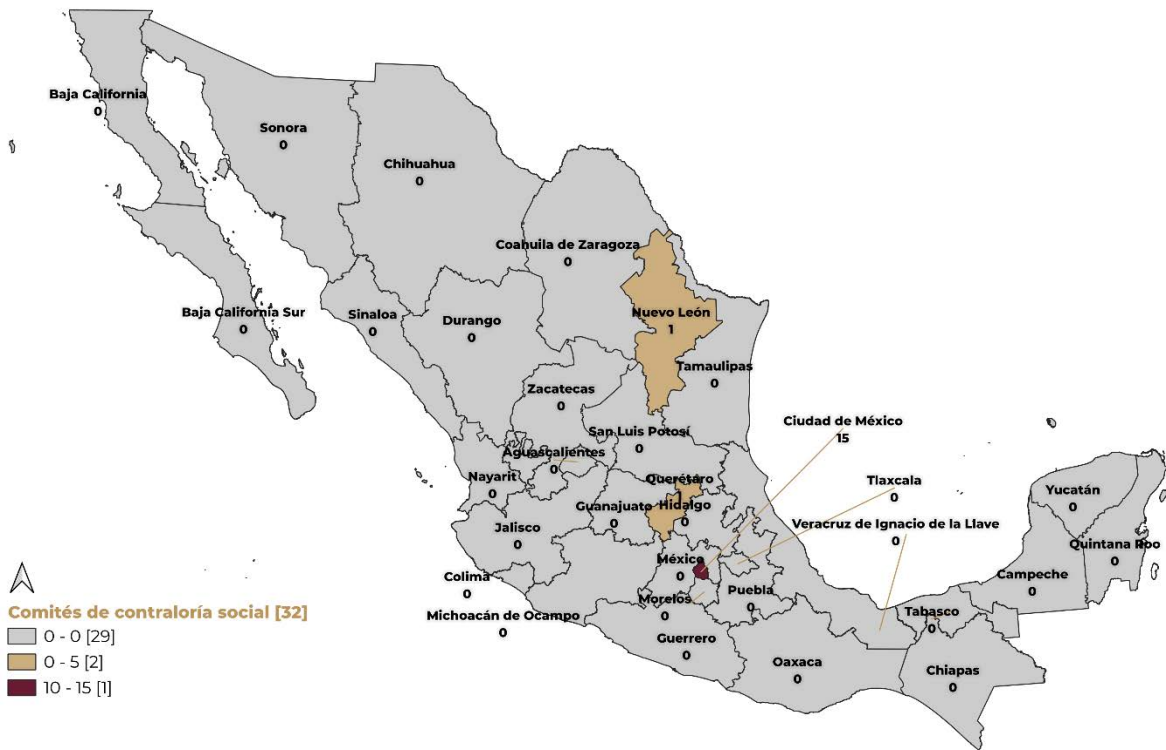 Baja California
0
Sonora
0
Chihuahua
0
Coahuila de Zaragoza
0
Nuevo León
1
Baja California Sur
0
Sinaloa
0
Durango
0
Tamaulipas
0
Zacatecas
0
San Luis Potosí
0
Ciudad de México
15
Aguascalientes
0
Nayarit
0
Querétaro
1
Tlaxcala
0
Guanajuato
0
Hidalgo
0
Yucatán
0
Jalisco
0
Veracruz de Ignacio de la Llave
0
Quintana Roo
0
México
0
Campeche
0
Colima
0
Morelos
0
Puebla
0
Michoacán de Ocampo
0
Tabasco
0
Guerrero
0
Oaxaca
0
Chiapas
0
Comités de contraloría social [32]
0 - 0 [29]
0 - 5 [2]
10 - 15 [1]